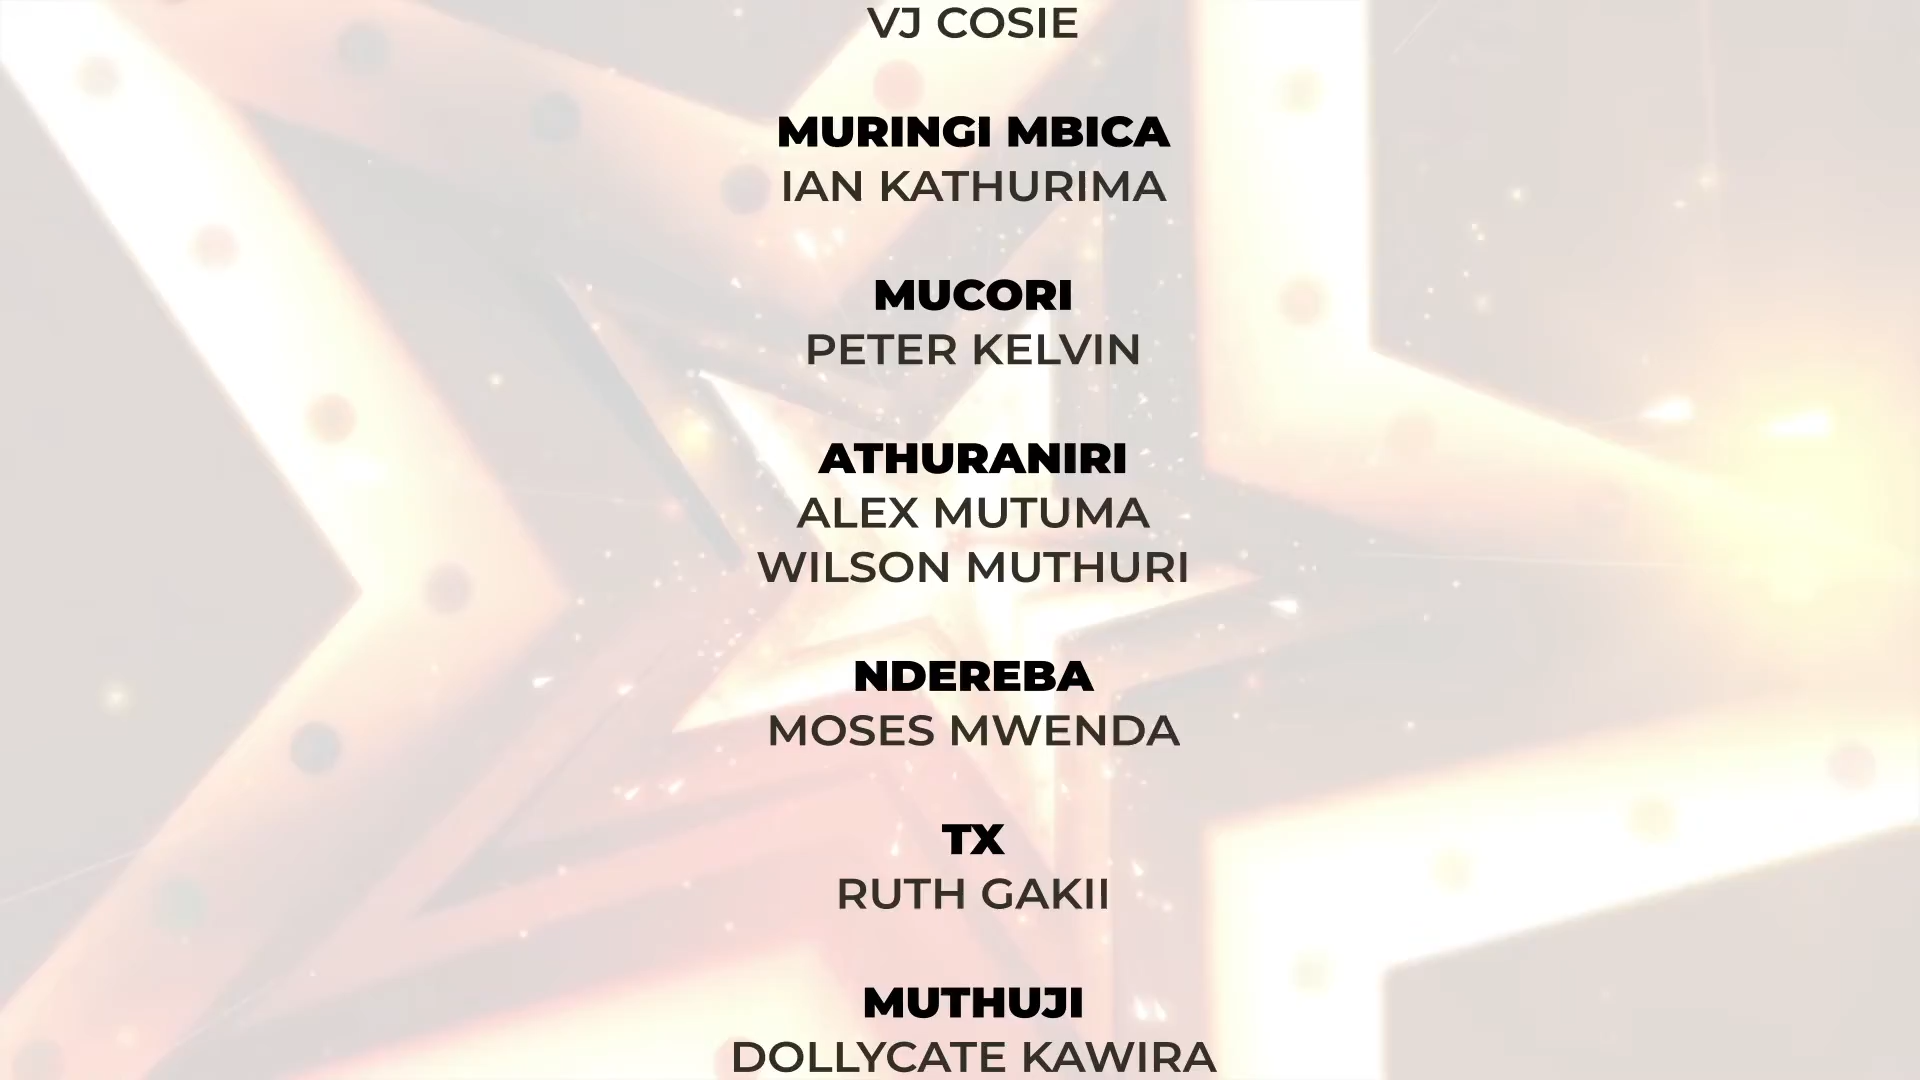 VJ COSIE
MURINGI MBICA
IAN KATHURIMA
MUCORI
PETER KELVIN
ATHURANIRI
ALEX MUTUMA
WILSON MUTHURI
NDEREBA
MOSES MWENDA
TX
RUTH GAKII
MUTHUJI
DOLLYCATE KAWIRA